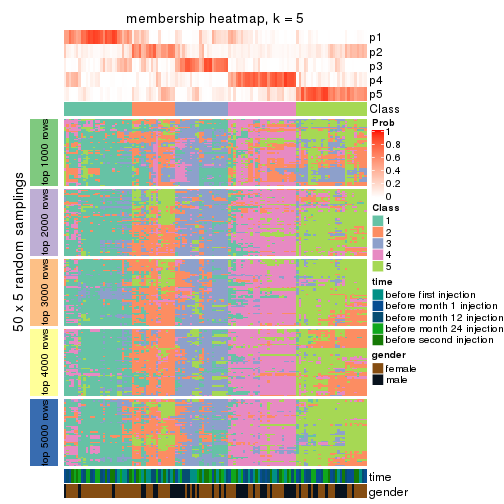 membership heatmap, k = 5
p1
p2
p3
p4
p5
Class
50 x 5 random samplings
top 1000 rows
top 2000 rows
top 3000 rows
top 4000 rows
top 5000 rows
time
gender
Prob
1
0.8
0.6
0.4
0.2
0
Class
1
2
3
4
5
time
before first injection
before month 1 injection
before month 12 injection
before month 24 injection
before second injection
gender
female
male